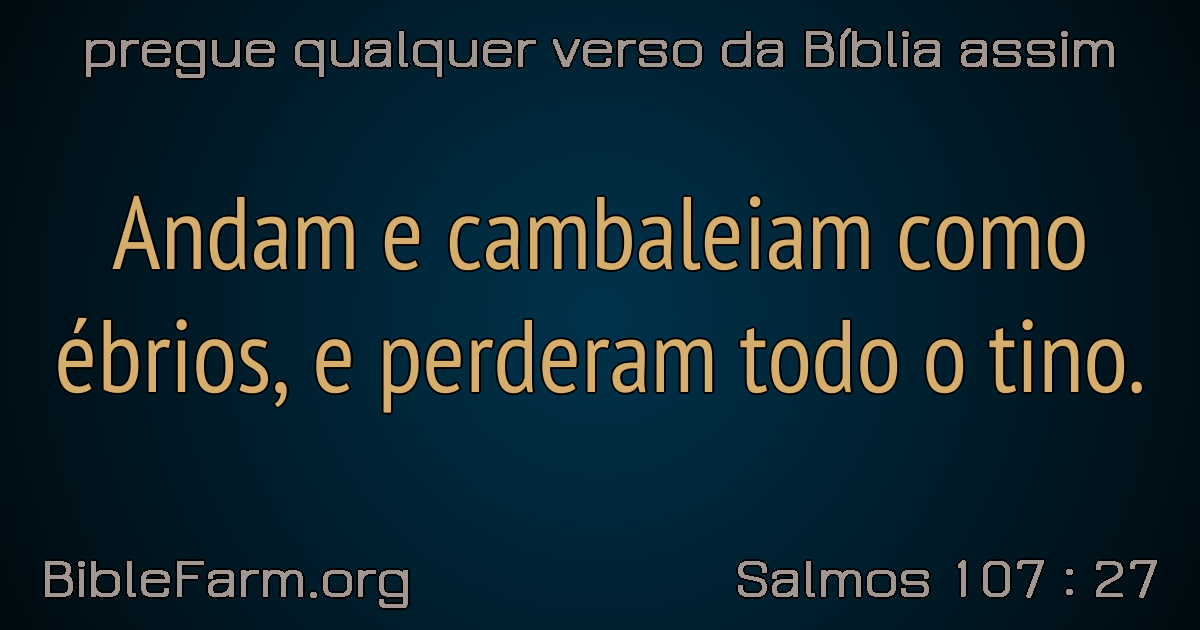 pregue qualquer verso da Bíblia assim
Andam e cambaleiam como
ébrios, e perderam todo o tino.
BibleFarm.org
Salmos 107 : 27